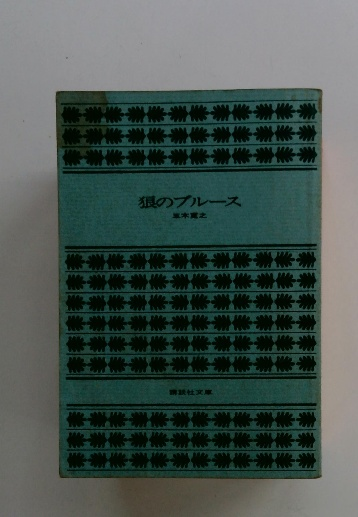 狼のブルース
五木寛之
講談社文庫